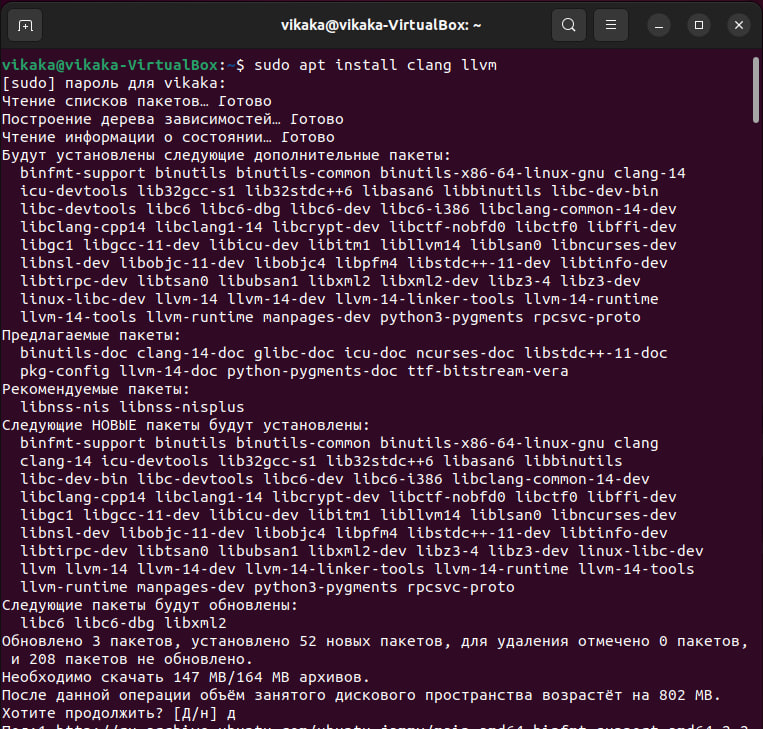 vikaka@vikaka-VirtualBox: ~
vikaka@vikaka-VirtualBox:~$ sudo apt install clang llvm
[sudo] пароль для vikaka:
Чтение списков пакетов… Готово
Построение дерева зависимостей… Готово
Чтение информации о состоянии… Готово
Будут установлены следующие дополнительные пакеты:
binfmt-support binutils binutils-common binutils-x86-64-linux-gnu clang-14
icu-devtools lib32gcc-s1 lib32stdc++6 libasan6 libbinutils libc-dev-bin
libc-devtools libc6 libc6-dbg libc6-dev libc6-i386 libclang-common-14-dev
libclang-cpp14 libclang1-14 libcrypt-dev libctf-nobfd0 libctf0 libffi-dev
libgc1 libgcc-11-dev libicu-dev libitm1 libllvm14 liblsan0 libncurses-dev
libnsl-dev libobjc-11-dev libobjc4 libpfm4 libstdc++-11-dev libtinfo-dev
libtirpc-dev libtsan0 libubsan1 libxml2 libxml2-dev libz3-4 libz3-dev
linux-libc-dev llvm-14 llvm-14-dev llvm-14-linker-tools llvm-14-runtime
llvm-14-tools llvm-runtime manpages-dev python3-pygments rpcsvc-proto
Предлагаемые пакеты:
binutils-doc clang-14-doc glibc-doc icu-doc ncurses-doc libstdc++-11-doc
pkg-config llvm-14-doc python-pygments-doc ttf-bitstream-vera
Рекомендуемые пакеты:
libnss-nis libnss-nisplus
Следующие НОВЫЕ пакеты будут установлены:
binfmt-support binutils binutils-common binutils-x86-64-linux-gnu clang
clang-14 icu-devtools lib32gcc-s1 lib32stdc++6 libasan6 libbinutils
libc-dev-bin libc-devtools libc6-dev libc6-i386 libclang-common-14-dev
libclang-cpp14 libclang1-14 libcrypt-dev libctf-nobfd0 libctf0 libffi-dev
libgc1 libgcc-11-dev libicu-dev libitm1 libllvm14 liblsan0 libncurses-dev
libnsl-dev libobjc-11-dev libobjc4 libpfm4 libstdc++-11-dev libtinfo-dev
libtirpc-dev libtsan0 libubsan1 libxml2-dev libz3-4 libz3-dev linux-libc-dev
llvm llvm-14 llvm-14-dev llvm-14-linker-tools llvm-14-runtime llvm-14-tools
llvm-runtime manpages-dev python3-pygments rpcsvc-proto
Следующие пакеты будут обновлены:
libc6 libc6-dbg libxml2
Обновлено 3 пакетов, установлено 52 новых пакетов, для удаления отмечено 0 пакетов,
и 208 пакетов не обновлено.
Необходимо скачать 147 MB/164 MB архивов.
После данной операции объём занятого дискового пространства возрастёт на 802 MB.
Хотите продолжить? [Д/н] д